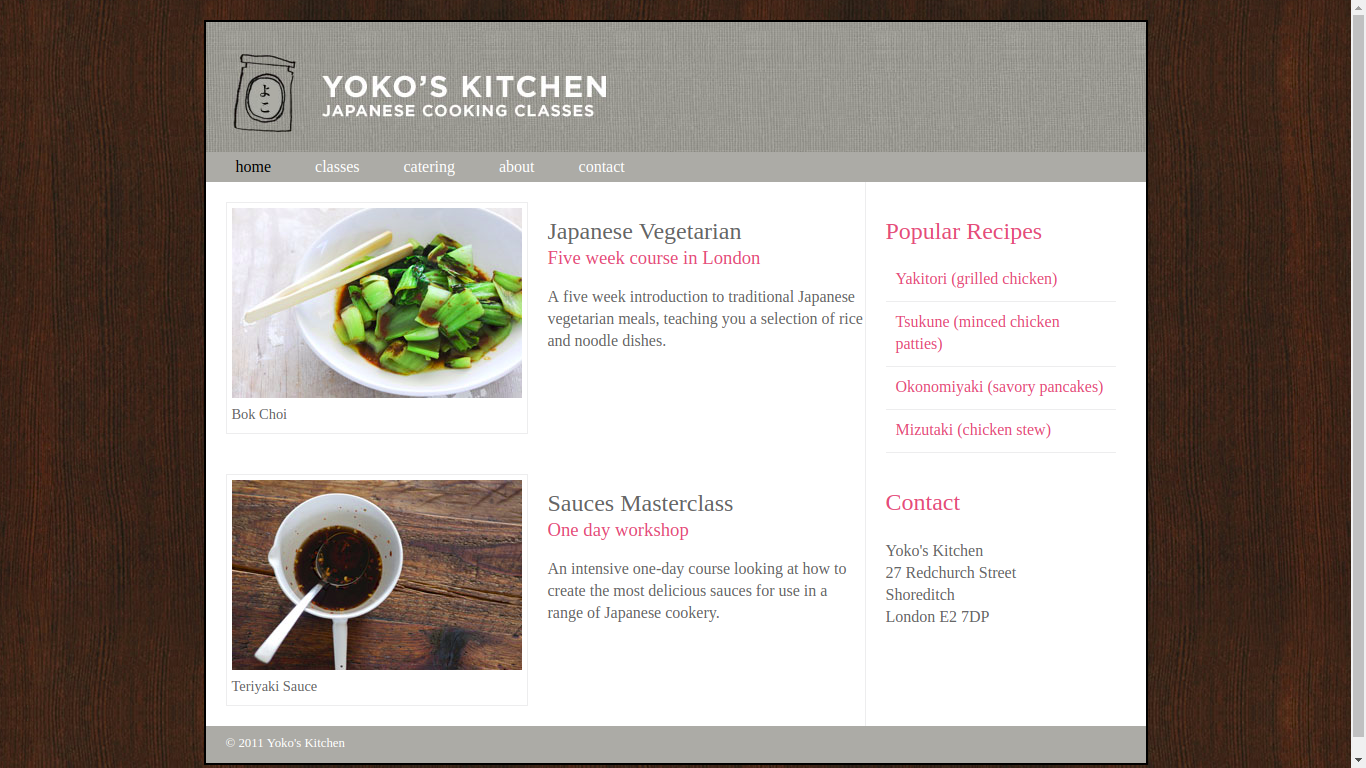 よ
こ
YOKO'S KITCHEN
JAPANESE COOKING CLASSES
home classes catering about contact
Japanese Vegetarian
Five week course in London
A five week introduction to traditional Japanese
vegetarian meals, teaching you a selection of rice
and noodle dishes.
Bok Choi
Sauces Masterclass
One day workshop
An intensive one-day course looking at how to
create the most delicious sauces for use in a
range of Japanese cookery.
Teriyaki Sauce
Popular Recipes
Yakitori (grilled chicken)
Tsukune (minced chicken
patties)
Okonomiyaki (savory pancakes)
Mizutaki (chicken stew)
Contact
Yoko's Kitchen
27 Redchurch Street
Shoreditch
London E2 7DP
© 2011 Yoko's Kitchen